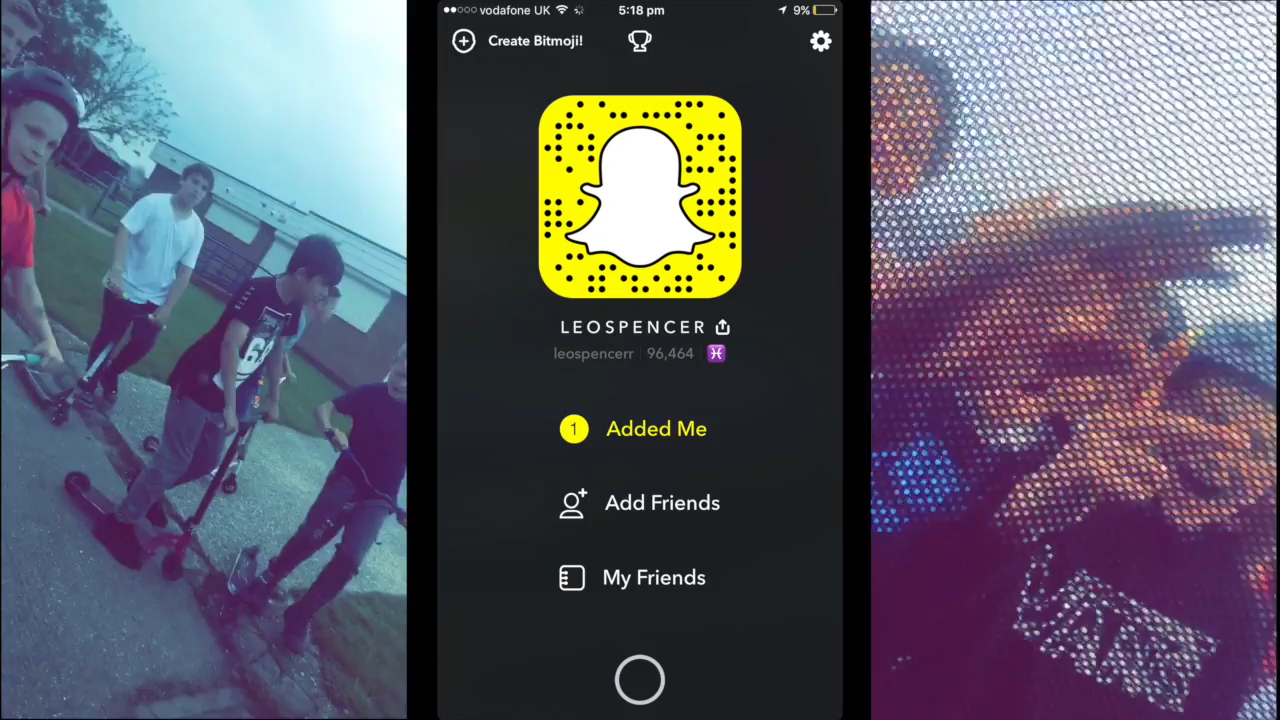 vodafone UK 5:18 pm 9%
Create Bitmoji!
LEOSPENCER
leospencerr | 96,464
1 Added Me
Add Friends
My Friends